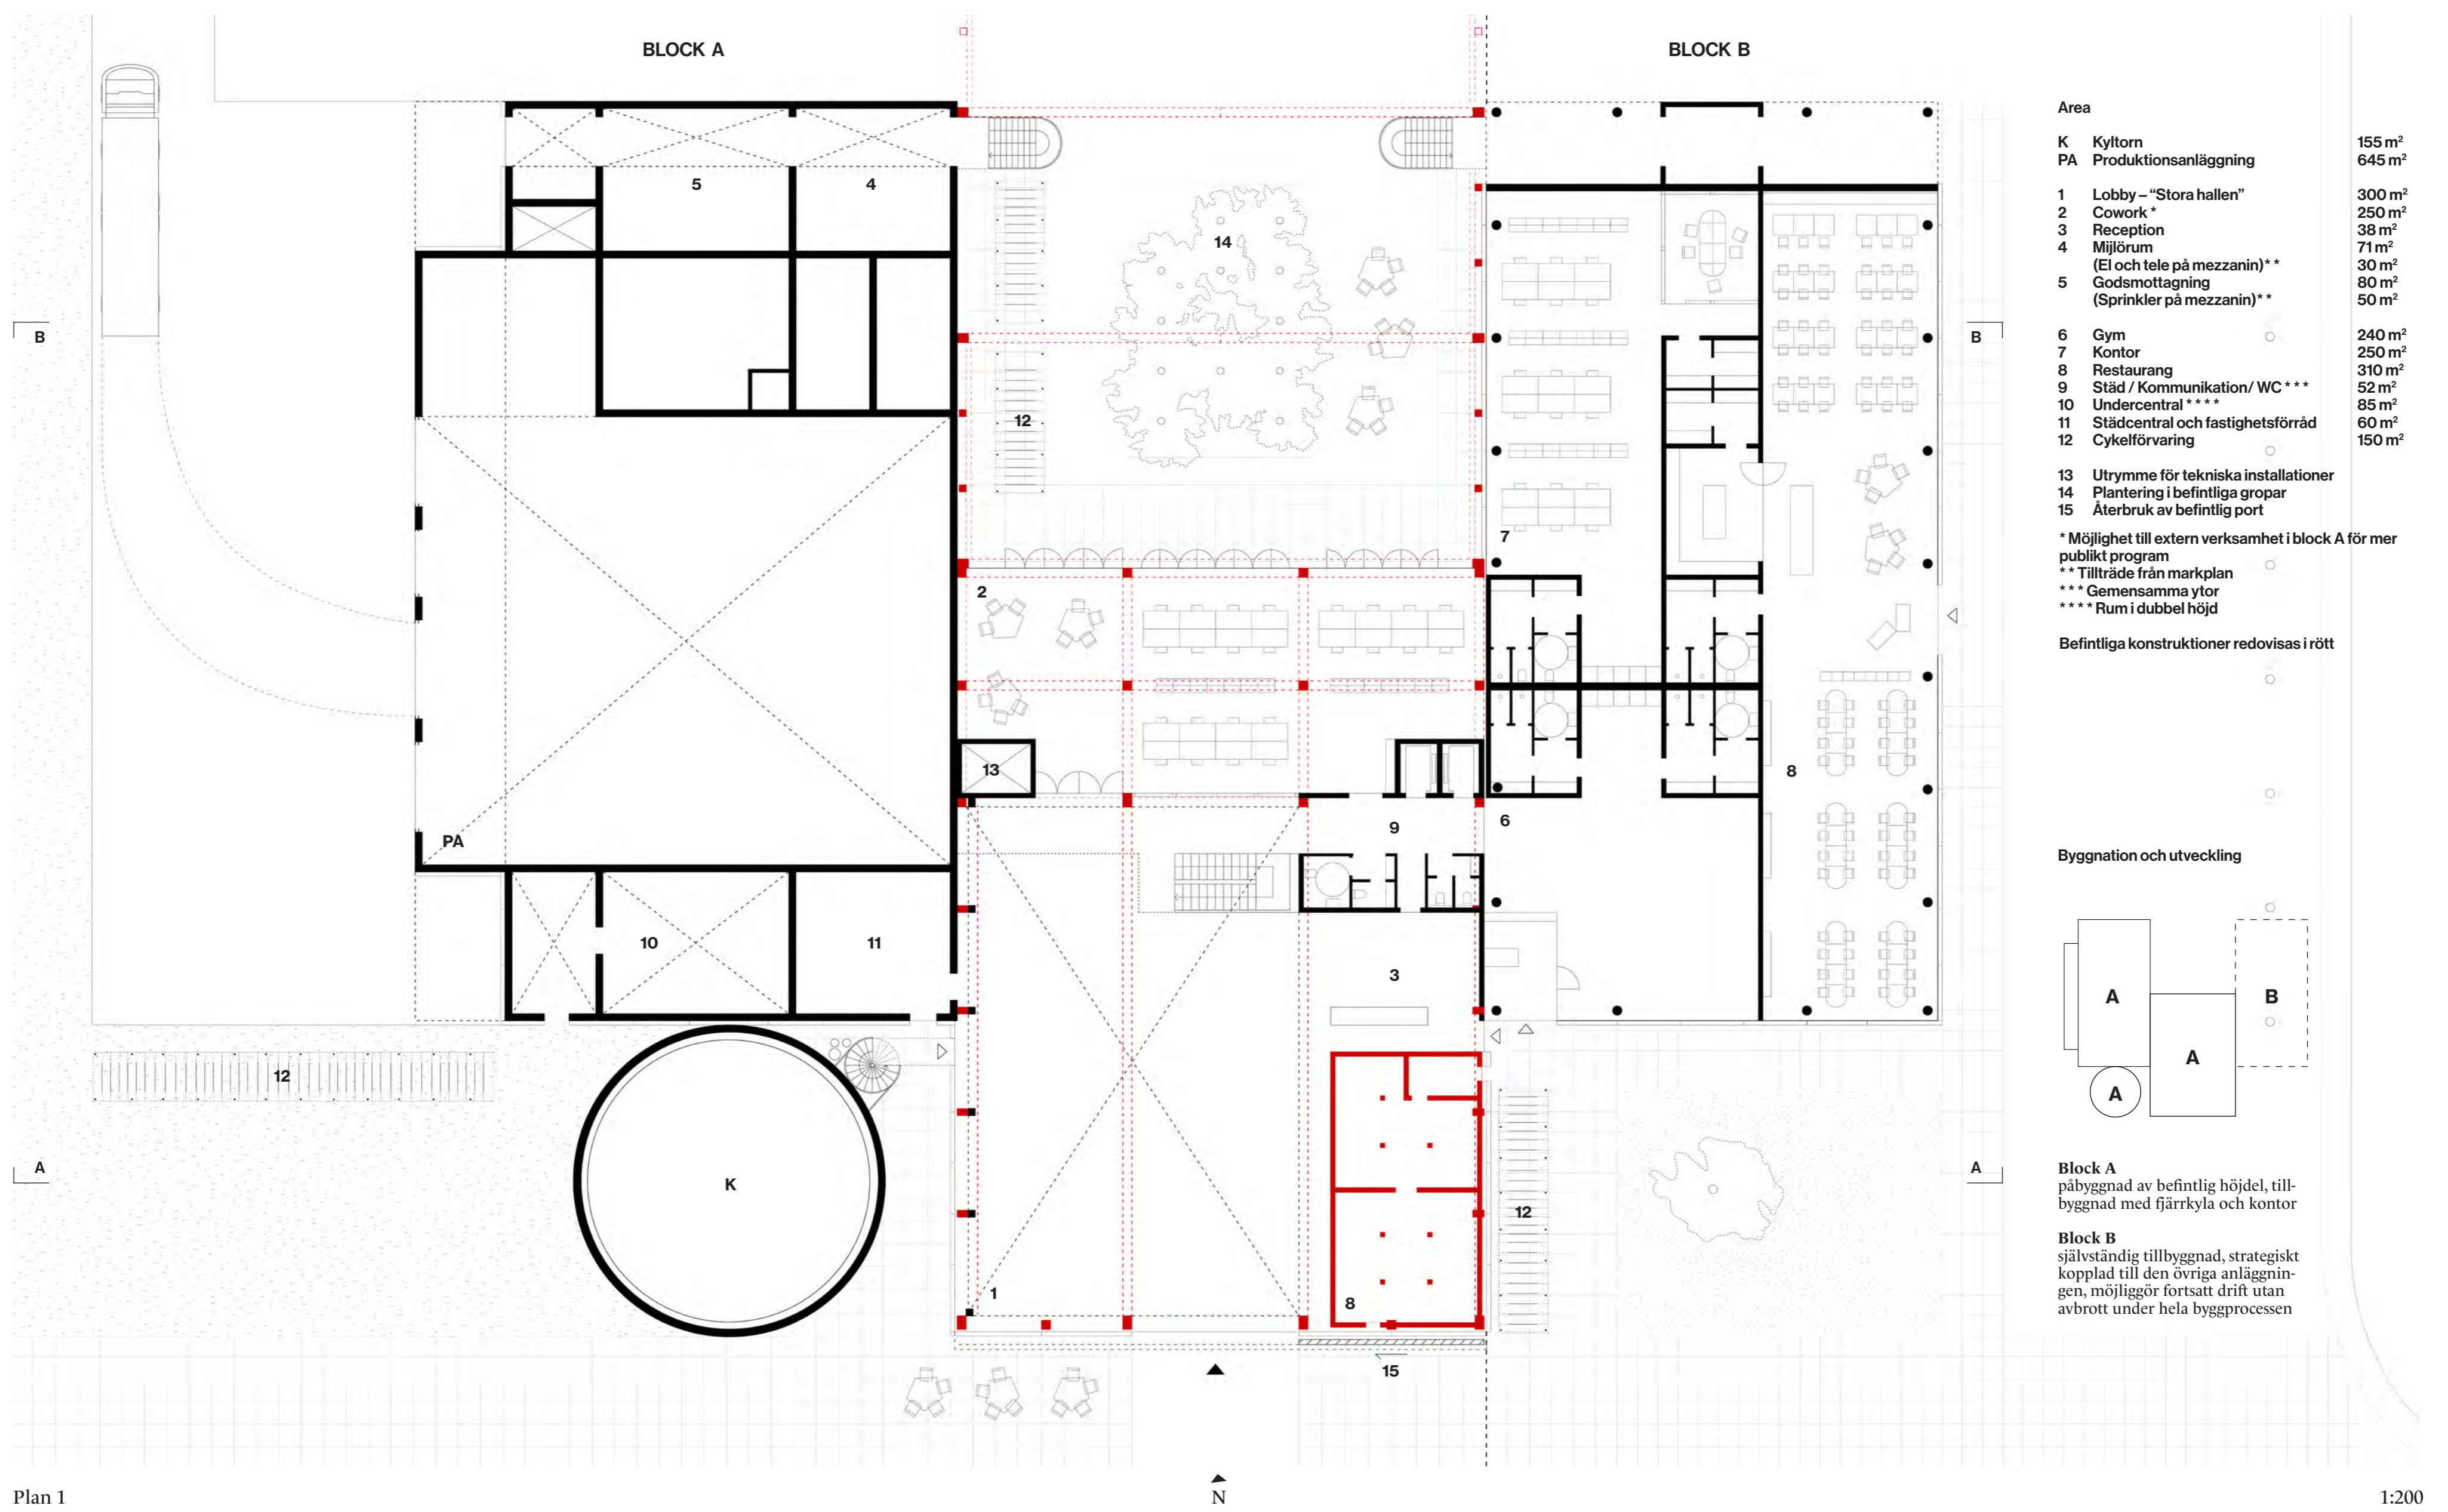 BLOCK A
BLOCK B
5
4
14
12
B
B
7
2
13
PA
9
6
8
10
11
3
12
K
A
A
12
1
8
15
N
Plan 1
1:200
Area
K Kyltorn 155 m²
PA Produktionsanläggning 645 m²
1 Lobby – “Stora hallen” 300 m²
2 Cowork * 250 m²
3 Reception 38 m²
4 Mijlörum 71 m²
(El och tele på mezzanin)* * 30 m²
5 Godsmottagning 80 m²
(Sprinkler på mezzanin)* * 50 m²
6 Gym 240 m²
7 Kontor 250 m²
8 Restaurang 310 m²
9 Städ / Kommunikation/ WC * * * 52 m²
10 Undercentral * * * * 85 m²
11 Städcentral och fastighetsförråd 60 m²
12 Cykelförvaring 150 m²
13 Utrymme för tekniska installationer
14 Plantering i befintliga gropar
15 Återbruk av befintlig port
* Möjlighet till extern verksamhet i block A för mer
publikt program
* * Tillträde från markplan
* * * Gemensamma ytor
* * * * Rum i dubbel höjd
Befintliga konstruktioner redovisas i rött
Byggnation och utveckling
A
B
A
A
Block A
påbyggnad av befintlig höjdel, till-
byggnad med fjärrkyla och kontor
Block B
självständig tillbyggnad, strategiskt
kopplad till den övriga anläggnin-
gen, möjliggör fortsatt drift utan
avbrott under hela byggprocessen